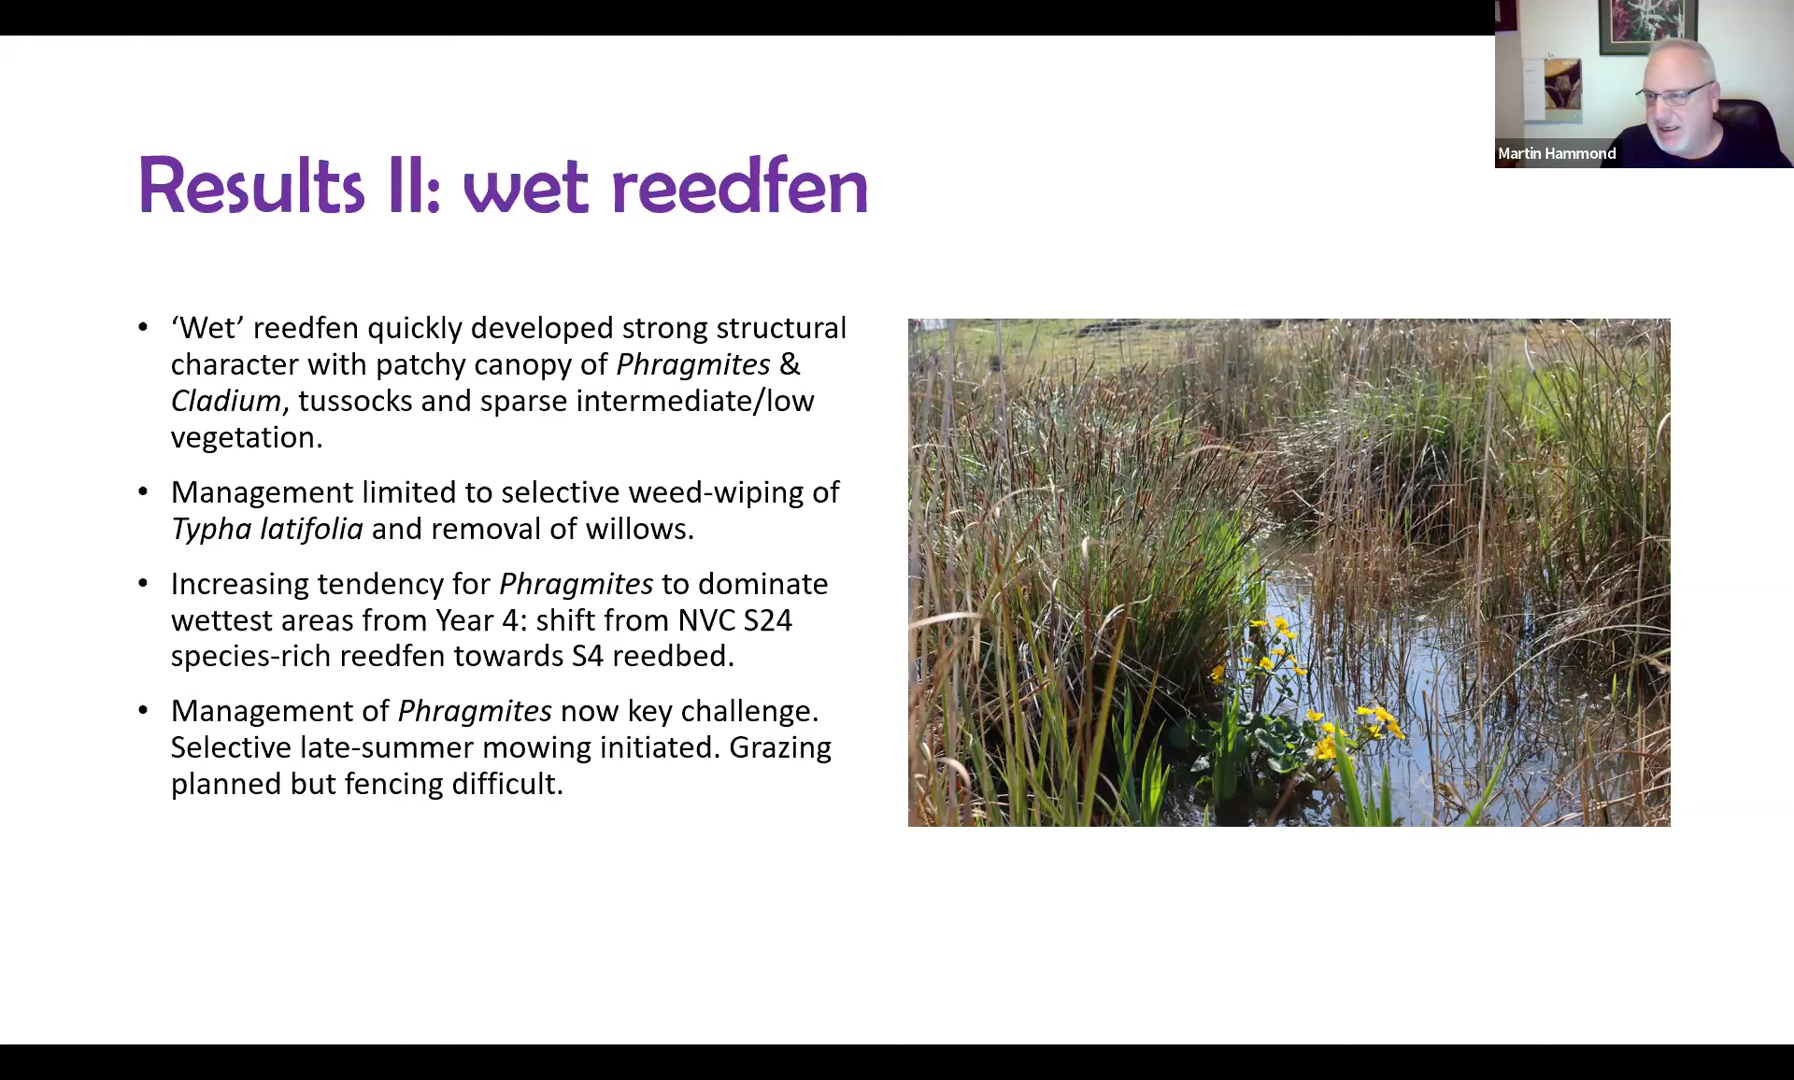 Martin Hammond
Results II: wet reedfen
• ‘Wet’ reedfen quickly developed strong structural
character with patchy canopy of Phragmites &
Cladium, tussocks and sparse intermediate/low
vegetation.
• Management limited to selective weed-wiping of
Typha latifolia and removal of willows.
• Increasing tendency for Phragmites to dominate
wettest areas from Year 4: shift from NVC S24
species-rich reedfen towards S4 reedbed.
• Management of Phragmites now key challenge.
Selective late-summer mowing initiated. Grazing
planned but fencing difficult.